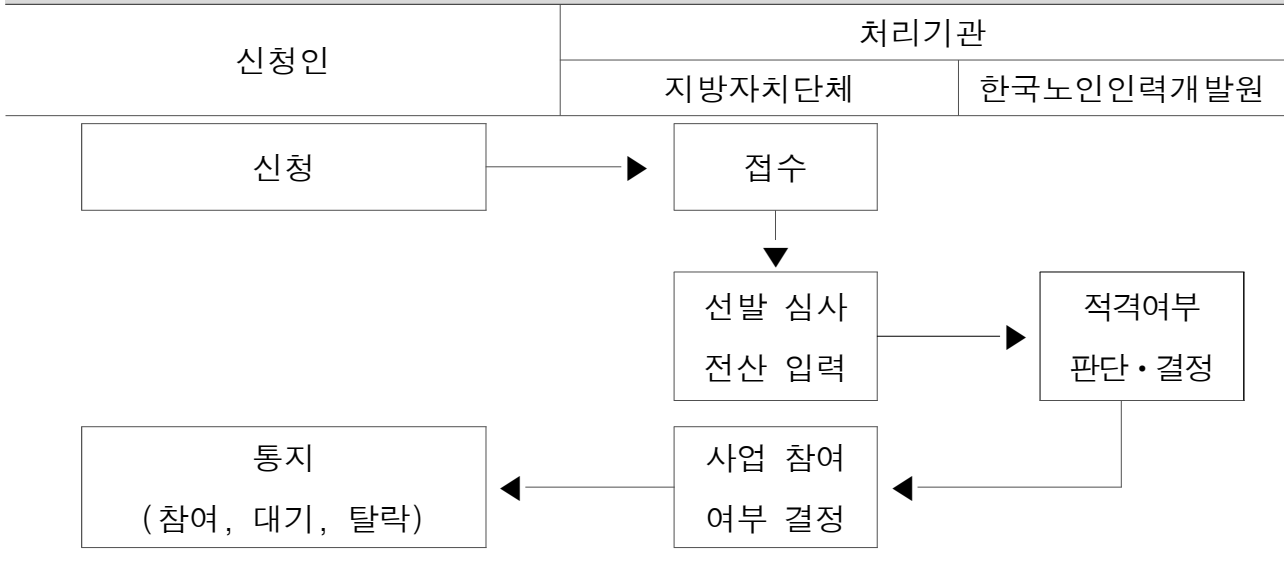 신청인
처리기관
지방자치단체
한국노인인력개발원
신청
접수
선발 심사
전산 입력
적격여부
판단·결정
사업 참여
여부 결정
통지
(참여, 대기, 탈락)